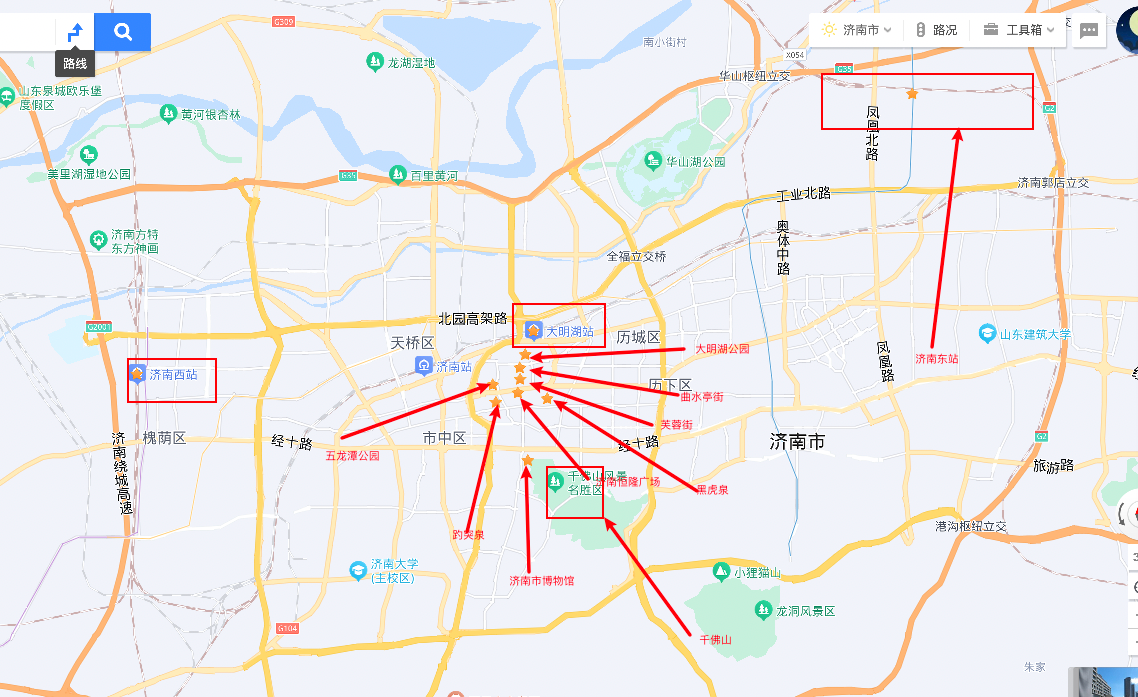 G309
路线
济南市
路况
工具箱
南小街村
X054
龙湖湿地
华山枢纽立交
G35
山东泉城欧乐堡
度假区
黄河银杏林
凤凰北路
G2
美里湖湿地公园
华山湖公园
G35
百里黄河
济南郭店立交
工业北路
济南方特
东方神画
奥体中路
全福立交桥
G2001
北园高架路
大明湖站
历城区
山东建筑大学
天桥区
大明湖公园
济南东站
凤凰路
济南站
济南西站
历下区
曲水亭街
芙蓉街
槐荫区
经十路
市中区
经十路
济南市
G2
济南绕城高速
五龙潭公园
旅游路
千佛山风景
名胜区
济南恒隆广场
黑虎泉
港沟枢纽立交
趵突泉
济南大学
(主校区)
济南市博物馆
小狸猫山
龙洞风景区
G104
千佛山
朱家